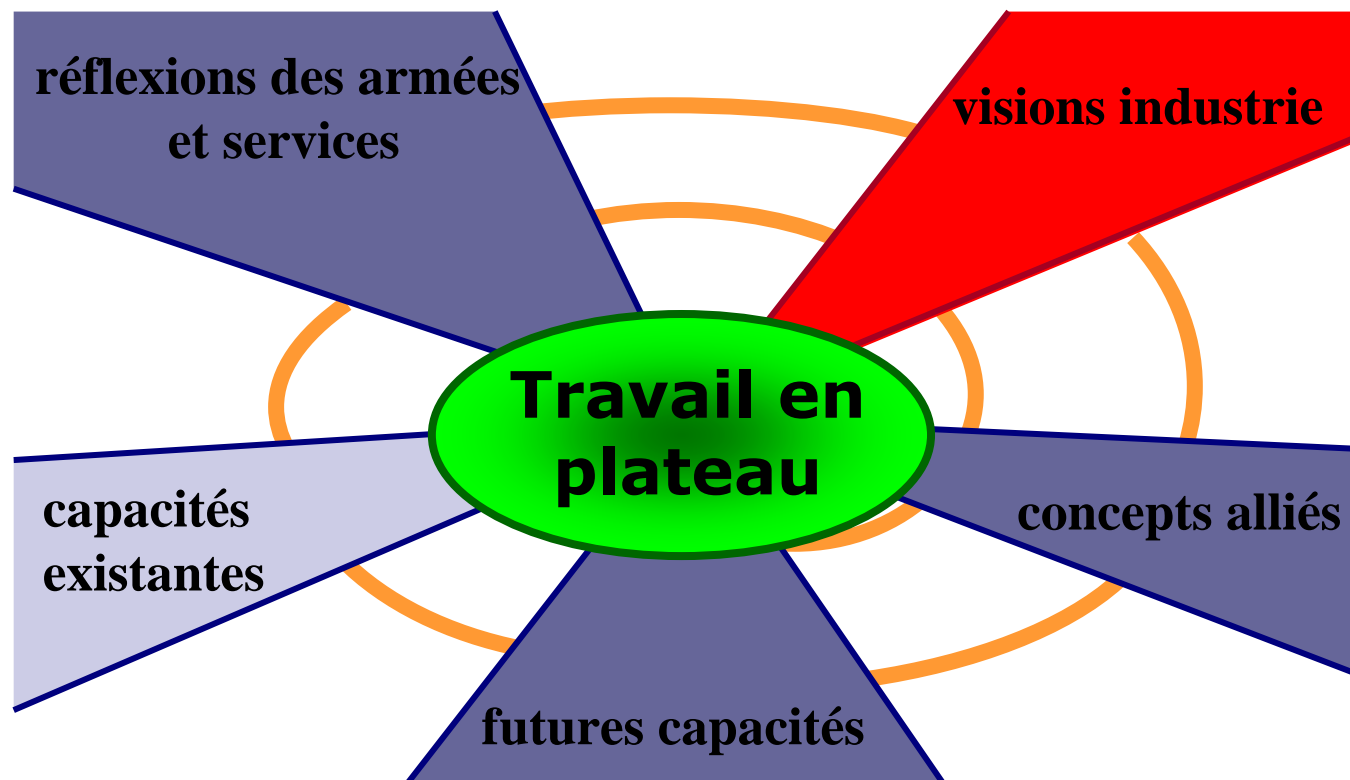 réflexions des armées
et services
visions industrie
Travail en
plateau
capacités
existantes
concepts alliés
futures capacités